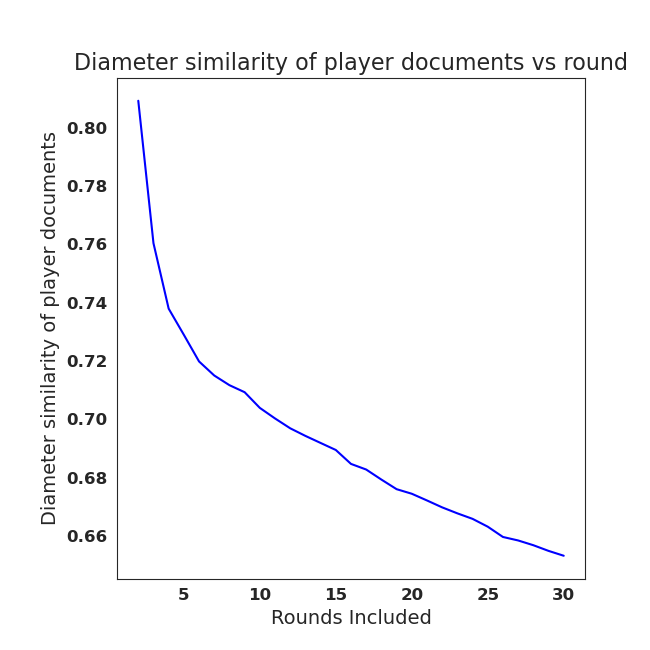 Diameter similarity of player documents vs round
Diameter similarity of player documents
0.80
0.78
0.76
0.74
0.72
0.70
0.68
0.66
5 10 15 20 25 30
Rounds Included